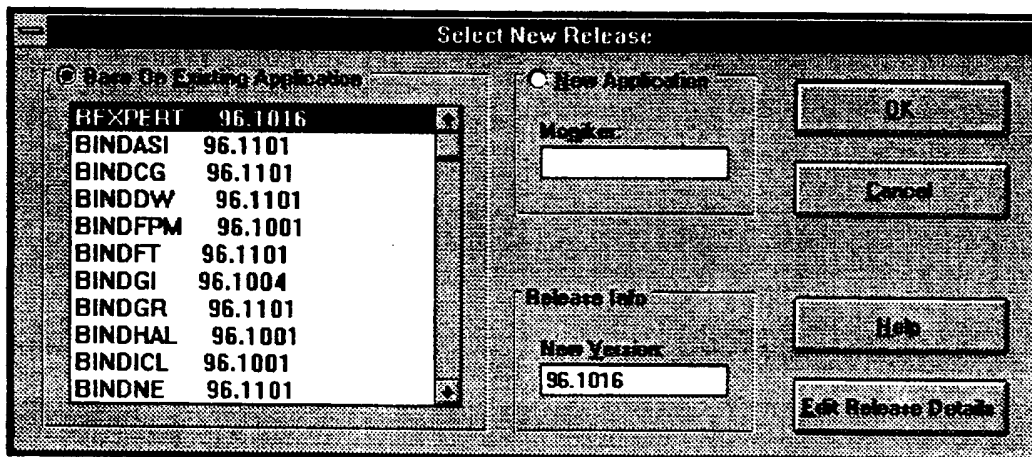 Select New Release
Base On Existing Application
BEXPERT 96.1016
BINDASI 96.1101
BINDCG 96.1101
BINDDW 96.1101
BINDFPM 96.1001
BINDFT 96.1101
BINDGI 96.1004
BINDGR 96.1101
BINDHAL 96.1001
BINDICL 96.1001
BINDNE 96.1101
New Application
Moniker:
Release Info
New Version:
96.1016
OK
Cancel
Help
Edit Release Details